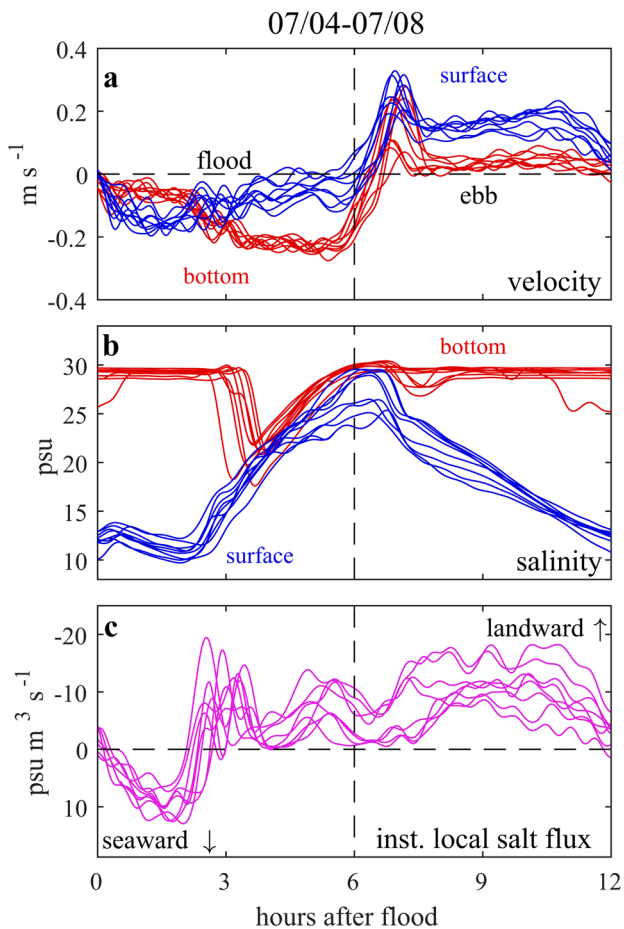 07/04-07/08
a
surface
flood
ebb
bottom
velocity
m s -1
0.4
0.2
0
-0.2
-0.4
b
bottom
surface
salinity
psu
30
25
20
15
10
c
landward ↑
seaward ↓
inst. local salt flux
psu m 3 s -1
-20
-10
0
10
0 3 6 9 12
hours after flood